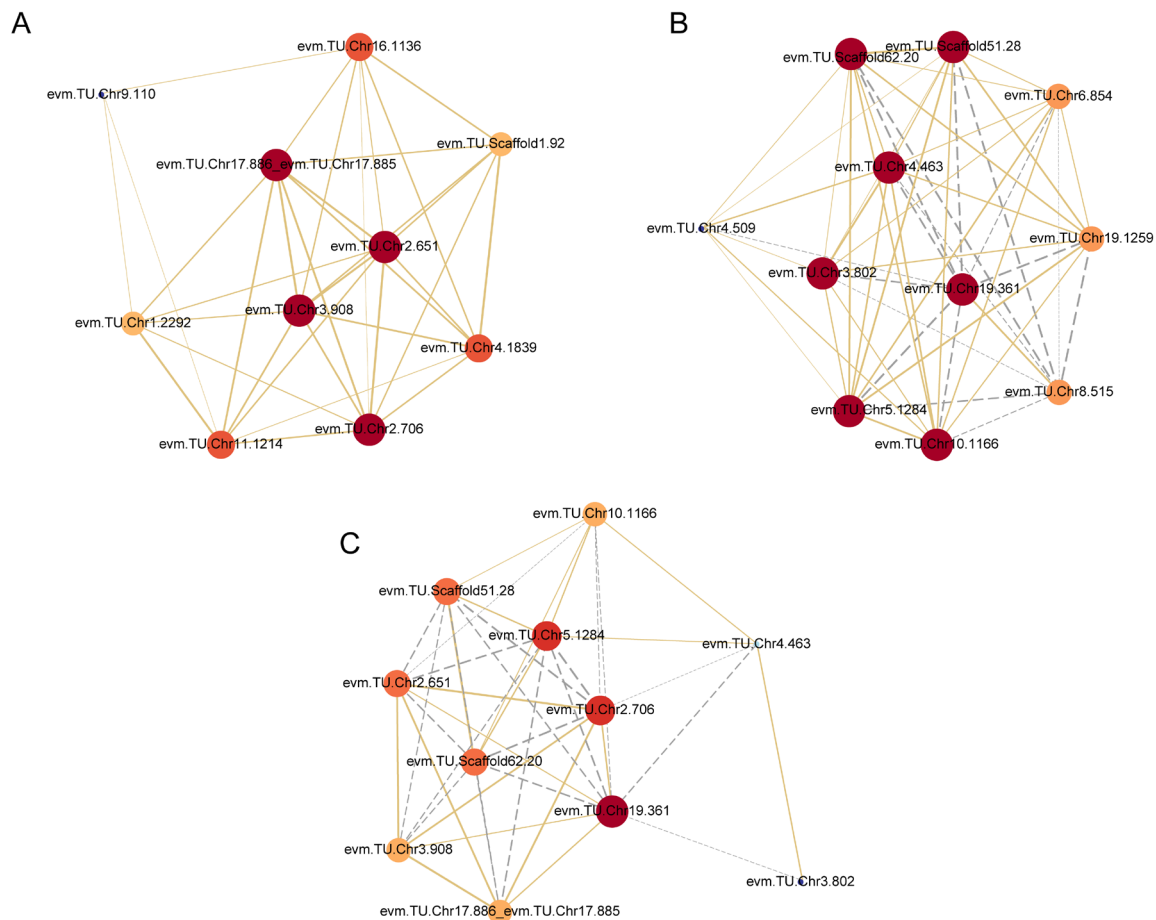 A
evm.TU.Chr16.1136
evm.TU.Chr9.110
evm.TU.Scaffold1.92
evm.TU.Chr17.886_evm.TU.Chr17.885
evm.TU.Chr2.651
evm.TU.Chr3.908
evm.TU.Chr1.2292
evm.TU.Chr4.1839
evm.TU.Chr2.706
evm.TU.Chr11.1214
B
evm.TU.Scaffold51.28
evm.TU.Scaffold62.20
evm.TU.Chr6.854
evm.TU.Chr4.463
evm.TU.Chr4.509
evm.TU.Chr19.1259
evm.TU.Chr3.802
evm.TU.Chr19.361
evm.TU.Chr8.515
evm.TU.Chr5.1284
evm.TU.Chr10.1166
C
evm.TU.Chr10.1166
evm.TU.Scaffold51.28
evm.TU.Chr5.1284
evm.TU.Chr4.463
evm.TU.Chr2.651
evm.TU.Chr2.706
evm.TU.Scaffold62.20
evm.TU.Chr19.361
evm.TU.Chr3.908
evm.TU.Chr3.802
evm.TU.Chr17.886_evm.TU.Chr17.885